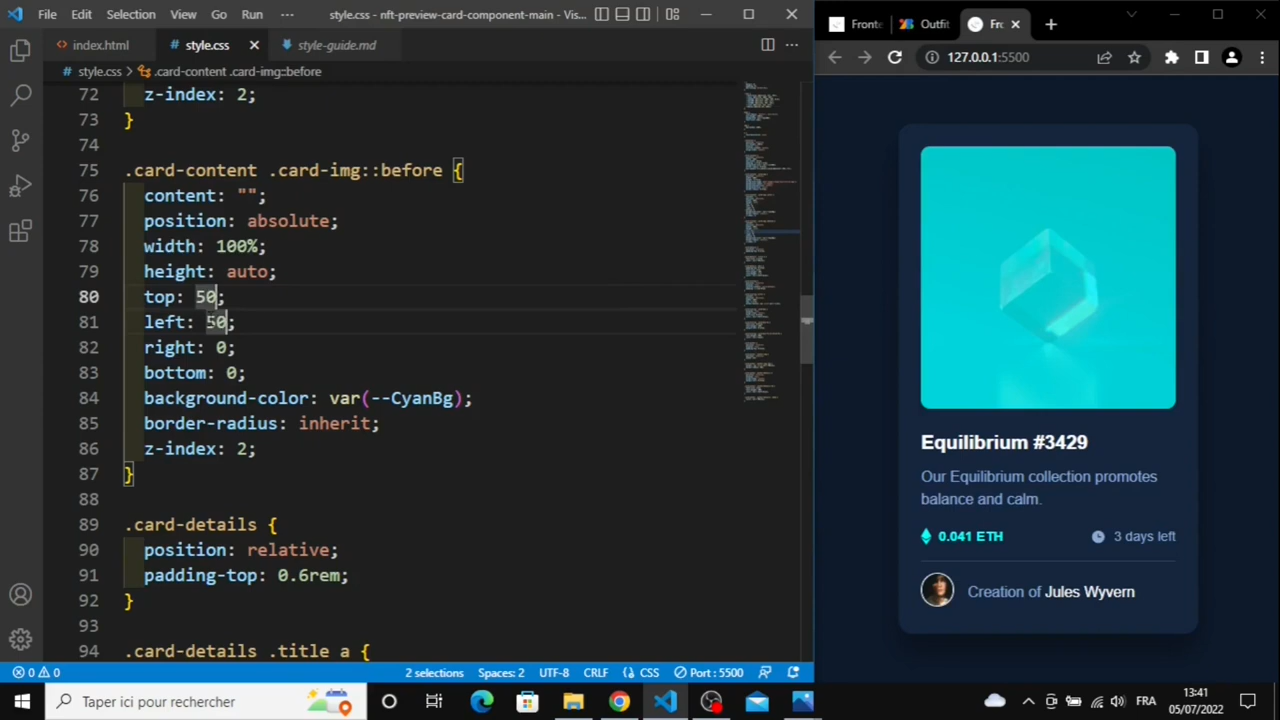 File Edit Selection View Go Run ··· style.css - nft-preview-card-component-main - Vis...
Fronte Outfit Fro
index.html style.css style-guide.md
127.0.0.1:5500
style.css > .card-content .card-img::before
72 z-index: 2;
73 }
74
75 .card-content .card-img::before {
76 content: "";
77 position: absolute;
78 width: 100%;
79 height: auto;
80 top: 50;
81 left: 50;
82 right: 0;
83 bottom: 0;
84 background-color: var(--CyanBg);
85 border-radius: inherit;
86 z-index: 2;
87 }
88
89 .card-details {
90 position: relative;
91 padding-top: 0.6rem;
92 }
93
94 .card-details .title a {
Equilibrium #3429
Our Equilibrium collection promotes
balance and calm.
0.041 ETH 3 days left
Creation of Jules Wyvern
0 0 2 selections Spaces: 2 UTF-8 CRLF {} CSS Port : 5500
Taper ici pour rechercher
FRA
13:41
05/07/2022